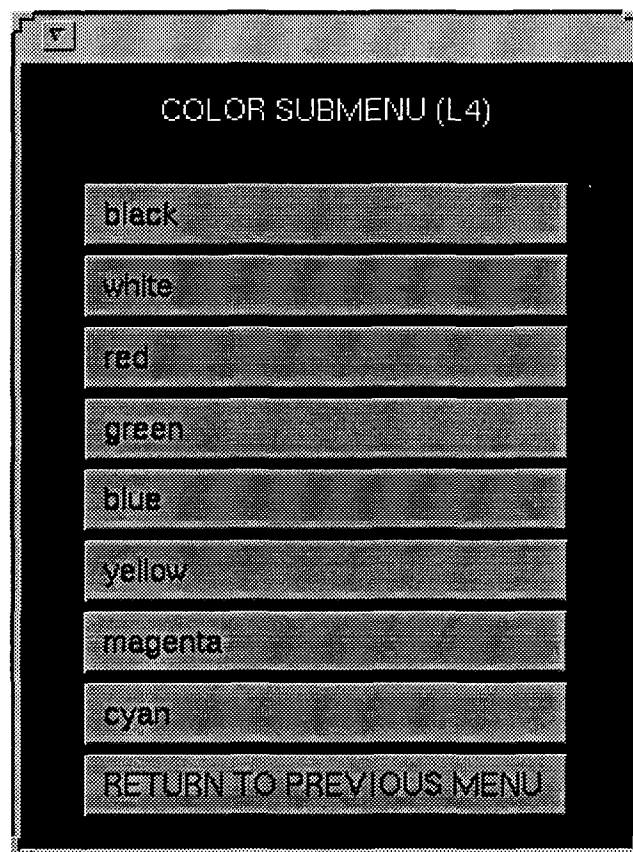 COLOR SUBMENU (L4)
black
white
red
green
blue
yellow
magenta
cyan
RETURN TO PREVIOUS MENU